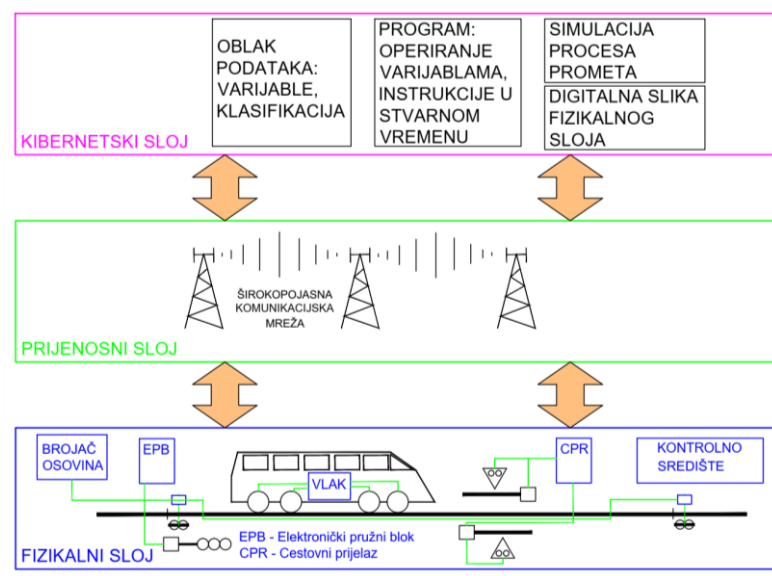 OBLAK
PODATAKA:
VARIJABLE,
KLASIFIKACIJA
PROGRAM:
OPERIRANJE
VARIJABLAMA,
INSTRUKCIJE U
STVARNOM
VREMENU
SIMULACIJA
PROCESA
PROMETA
DIGITALNA SLIKA
FIZIKALNOG
SLOJA
KIBERNETSKI SLOJ
ŠIROKOPOJASNA
KOMUNIKACIJSKA
MREŽA
PRIJENOSNI SLOJ
BROJAČ
OSOVINA
EPB
VLAK
CPR
KONTROLNO
SREDIŠTE
EPB - Elektronički pružni blok
CPR - Cestovni prijelaz
FIZIKALNI SLOJ